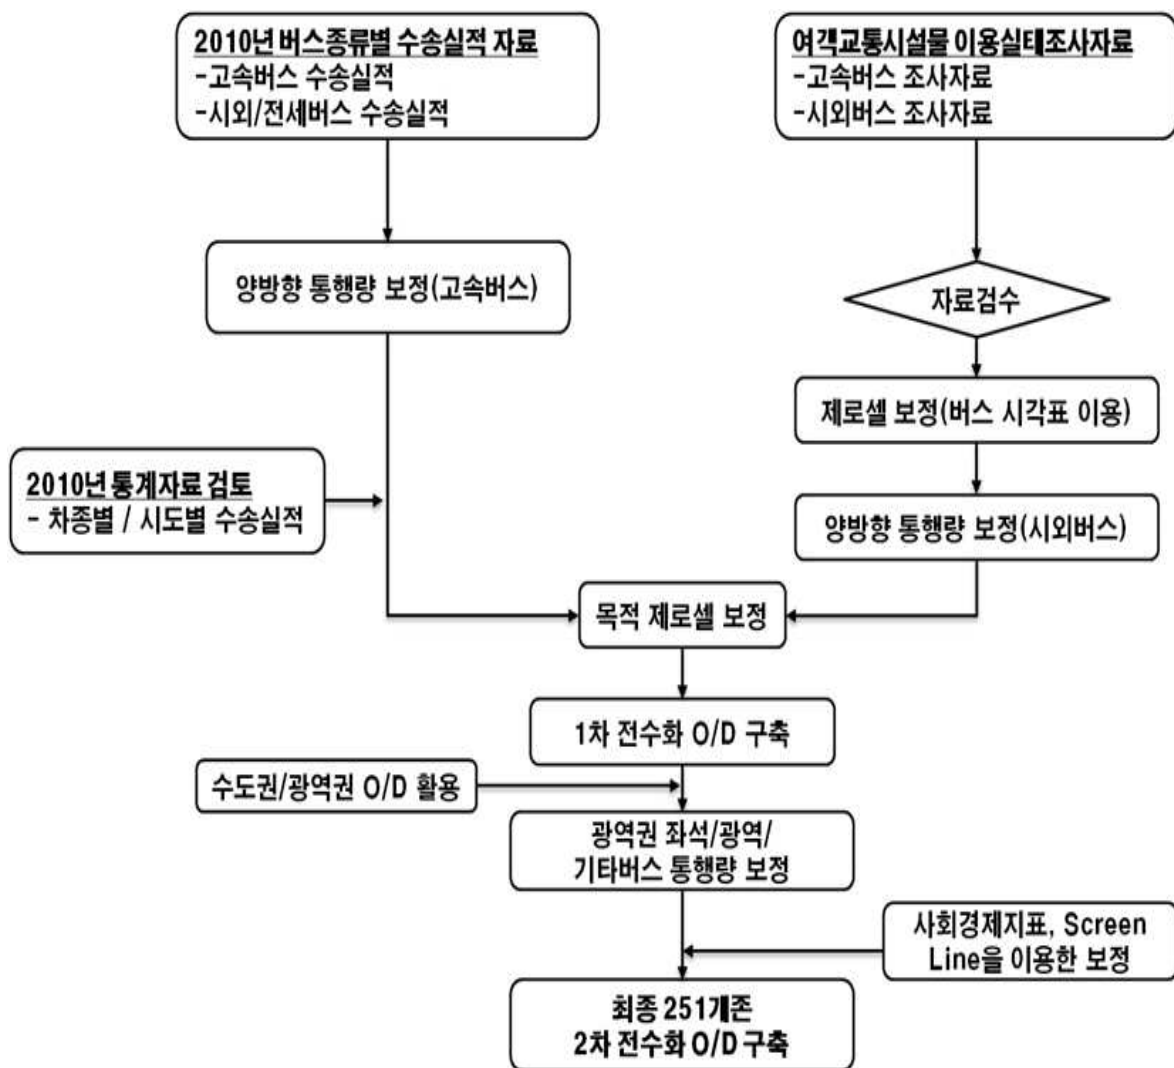 2010년 버스종류별 수송실적 자료
-고속버스 수송실적
-시외/전세버스 수송실적
여객교통시설물 이용실태조사자료
-고속버스 조사자료
-시외버스 조사자료
양방향 통행량 보정(고속버스)
자료검수
제로셀 보정(버스 시각표 이용)
2010년 통계자료 검토
- 차종별 / 시도별 수송실적
양방향 통행량 보정(시외버스)
목적 제로셀 보정
1차 전수화 O/D 구축
수도권/광역권 O/D 활용
광역권 좌석/광역/
기타버스 통행량 보정
사회경제지표, Screen
Line을 이용한 보정
최종 251개존
2차 전수화 O/D 구축